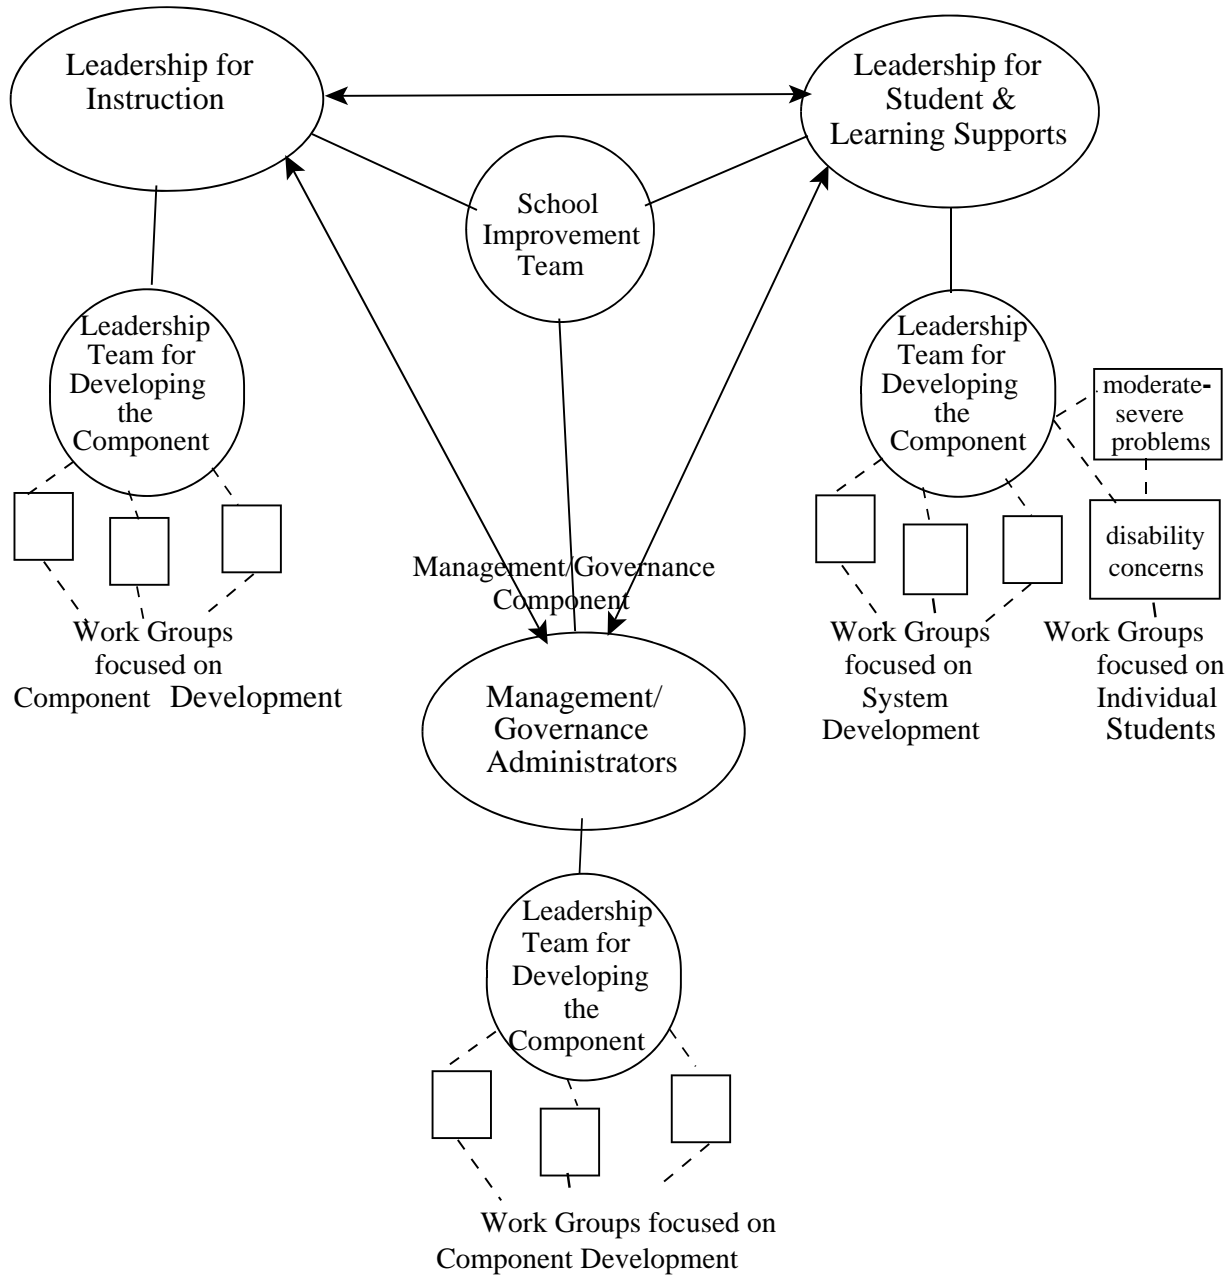 Leadership for
Instruction
Leadership for
Student &
Learning Supports
School
Improvement
Team
Leadership
Team for
Developing
the
Component
Leadership
Team for
Developing
the
Component
moderate-
severe
problems
disability
concerns
Management/Governance
Component
Work Groups
focused on
Component Development
Work Groups
focused on
System
Development
Work Groups
focused on
Individual
Students
Management/
Governance
Administrators
Leadership
Team for
Developing
the
Component
Work Groups focused on
Component Development